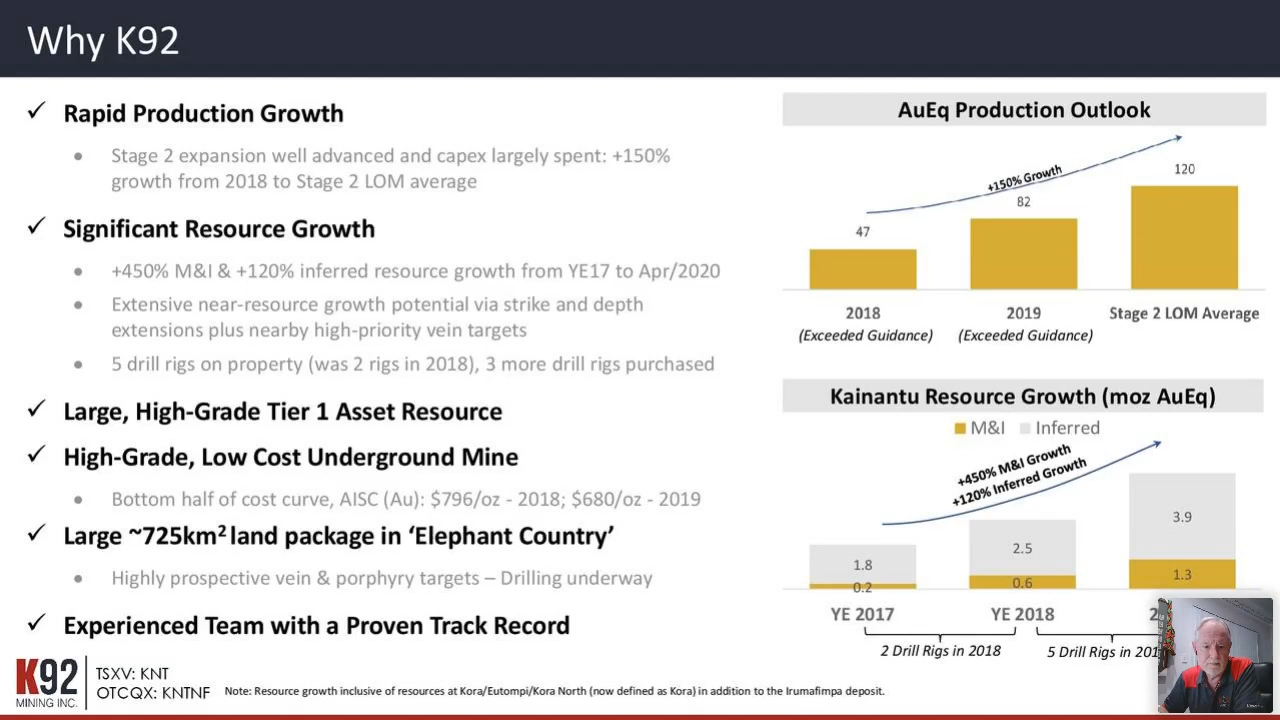 Why K92
✓ Rapid Production Growth
• Stage 2 expansion well advanced and capex largely spent: +150%
growth from 2018 to Stage 2 LOM average
✓ Significant Resource Growth
• +450% M&I & +120% inferred resource growth from YE17 to Apr/2020
• Extensive near-resource growth potential via strike and depth
extensions plus nearby high-priority vein targets
• 5 drill rigs on property (was 2 rigs in 2018), 3 more drill rigs purchased
✓ Large, High-Grade Tier 1 Asset Resource
✓ High-Grade, Low Cost Underground Mine
• Bottom half of cost curve, AISC (Au): $796/oz - 2018; $680/oz - 2019
✓ Large ~725km² land package in ‘Elephant Country’
• Highly prospective vein & porphyry targets – Drilling underway
✓ Experienced Team with a Proven Track Record
AuEq Production Outlook
+150% Growth
47
82
120
2018
(Exceeded Guidance)
2019
(Exceeded Guidance)
Stage 2 LOM Average
Kainantu Resource Growth (moz AuEq)
M&I Inferred
+450% M&I Growth
+120% Inferred Growth
1.8
0.2
2.5
0.6
3.9
1.3
YE 2017
YE 2018
2 Drill Rigs in 2018
5 Drill Rigs in 201
K92
MINING INC.
TSXV: KNT
OTCQX: KNTNF
Note: Resource growth inclusive of resources at Kora/Eutompi/Kora North (now defined as Kora) in addition to the Irumafimpa deposit.